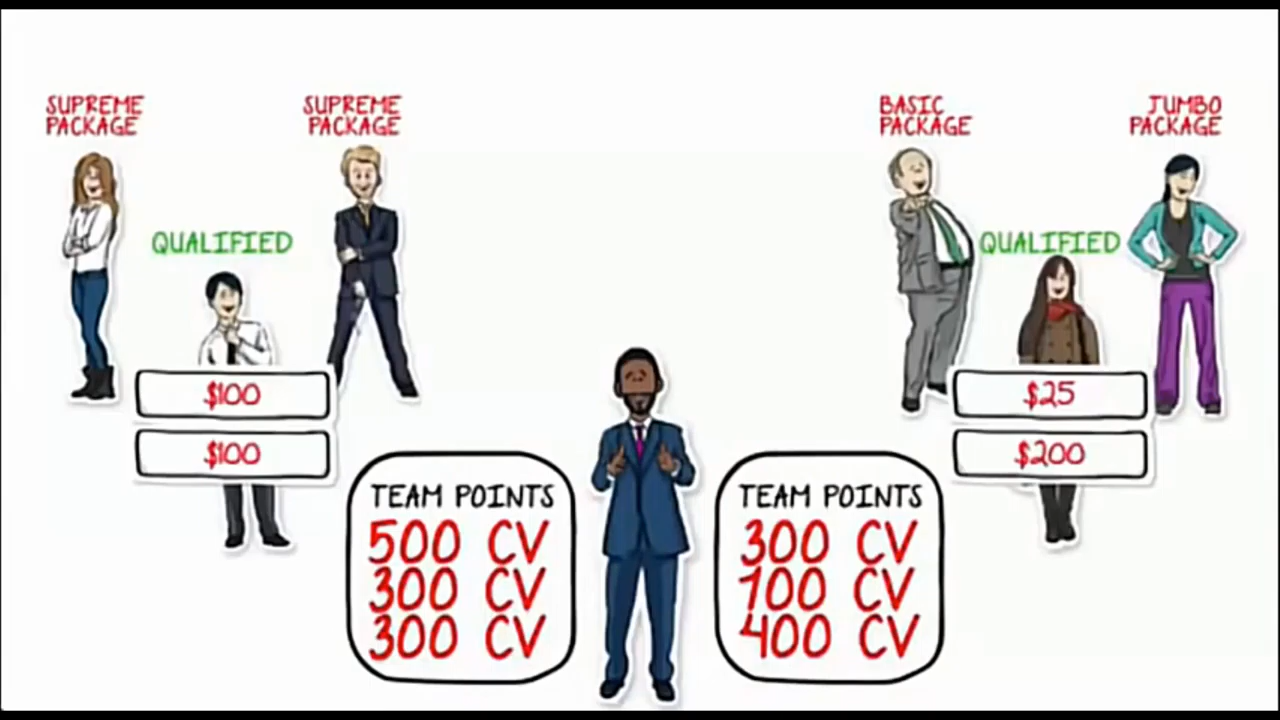 SUPREME
PACKAGE
SUPREME
PACKAGE
BASIC
PACKAGE
JUMBO
PACKAGE
QUALIFIED
QUALIFIED
$100
$100
$25
$200
TEAM POINTS
500 CV
300 CV
300 CV
TEAM POINTS
300 CV
100 CV
400 CV